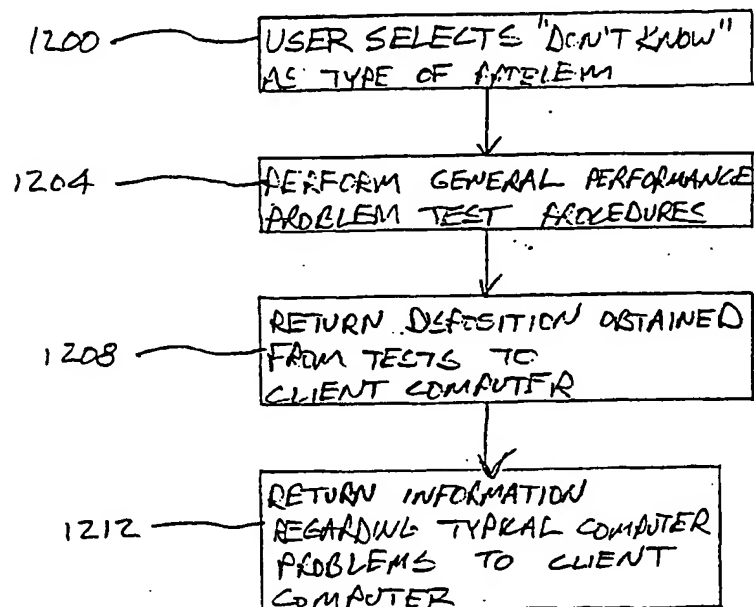 1200
USER SELECTS "DON'T KNOW"
AS TYPE OF PROBLEM
1204
PERFORM GENERAL PERFORMANCE
PROBLEM TEST PROCEDURES
RETURN DISPOSITION OBTAINED
1208
FROM TESTS TO
CLIENT COMPUTER
RETURN INFORMATION
1212
REGARDING TYPICAL COMPUTER
PROBLEMS TO CLIENT
COMPUTER